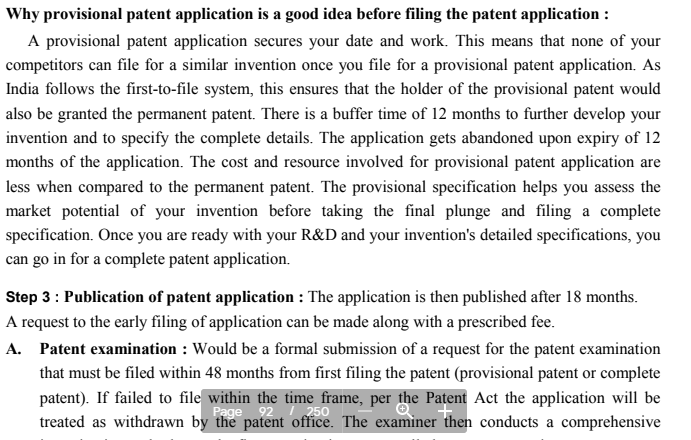 Why provisional patent application is a good idea before filing the patent application :
A provisional patent application secures your date and work. This means that none of your
competitors can file for a similar invention once you file for a provisional patent application. As
India follows the first-to-file system, this ensures that the holder of the provisional patent would
also be granted the permanent patent. There is a buffer time of 12 months to further develop your
invention and to specify the complete details. The application gets abandoned upon expiry of 12
months of the application. The cost and resource involved for provisional patent application are
less when compared to the permanent patent. The provisional specification helps you assess the
market potential of your invention before taking the final plunge and filing a complete
specification. Once you are ready with your R&D and your invention's detailed specifications, you
can go in for a complete patent application.
Step 3 : Publication of patent application : The application is then published after 18 months.
A request to the early filing of application can be made along with a prescribed fee.
A. Patent examination : Would be a formal submission of a request for the patent examination
that must be filed within 48 months from first filing the patent (provisional patent or complete
patent). If failed to file within the time frame, per the Patent Act the application will be
Page 92 / 250
treated as withdrawn by the patent office. The examiner then conducts a comprehensive